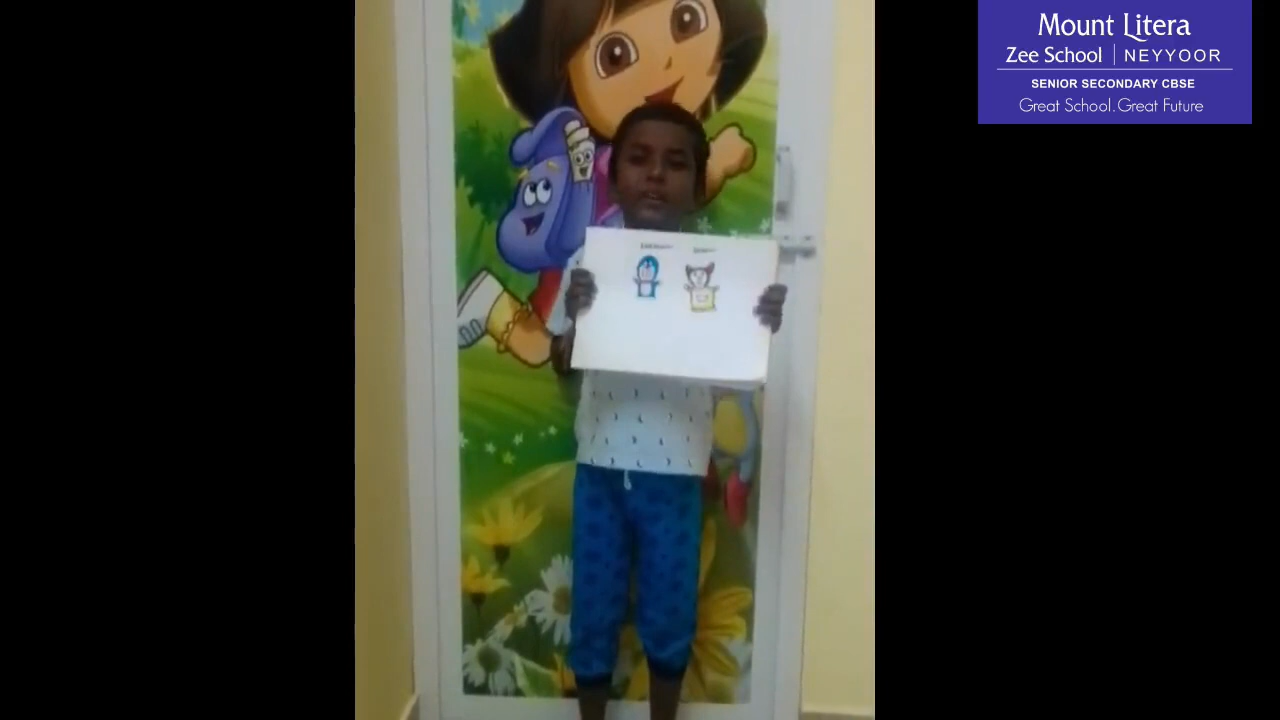 Mount Litera
Zee School | NEYYOOR
SENIOR SECONDARY CBSE
Great School. Great Future